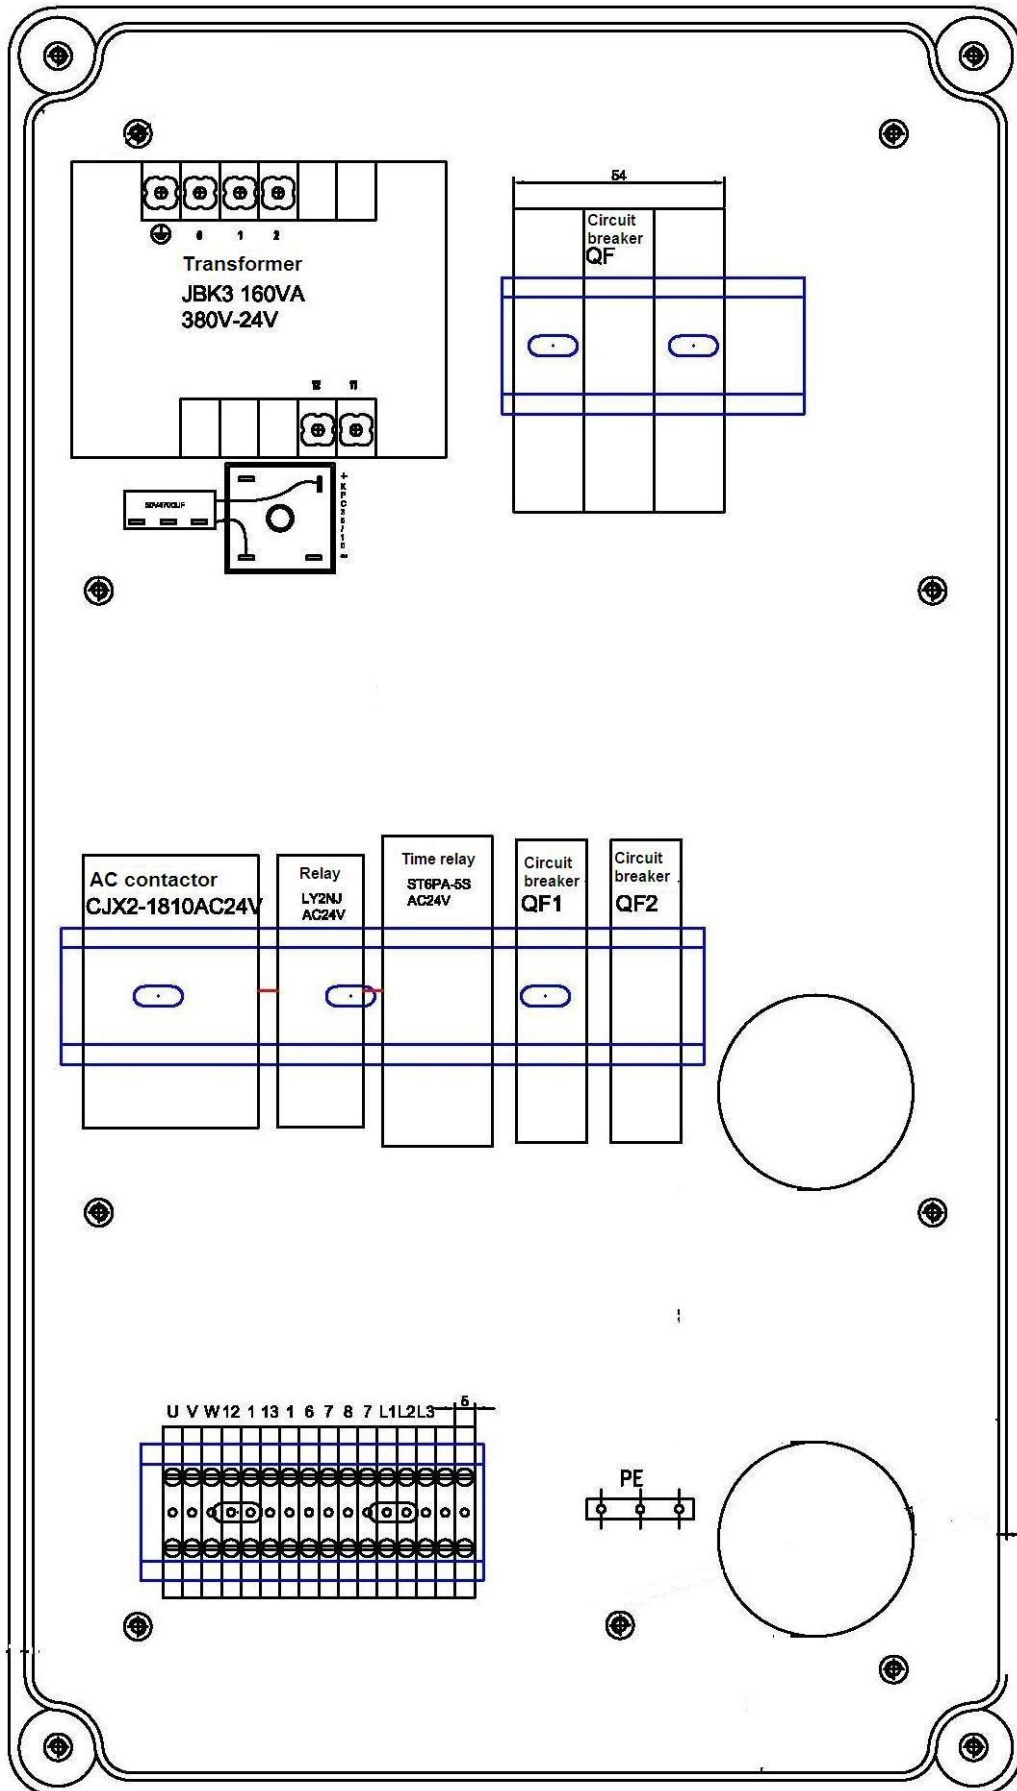 54
Circuit
breaker
QF
1 2
Transformer
JBK3 160VA
380V-24V
12 11
AC contactor
CJX2-1810AC24V
Relay
LY2NJ
AC24V
Time relay
ST6PA-5S
AC24V
Circuit
breaker
QF1
Circuit
breaker
QF2
5
U V W 12 1 13 1 6 7 8 7 L1 L2 L3
PE